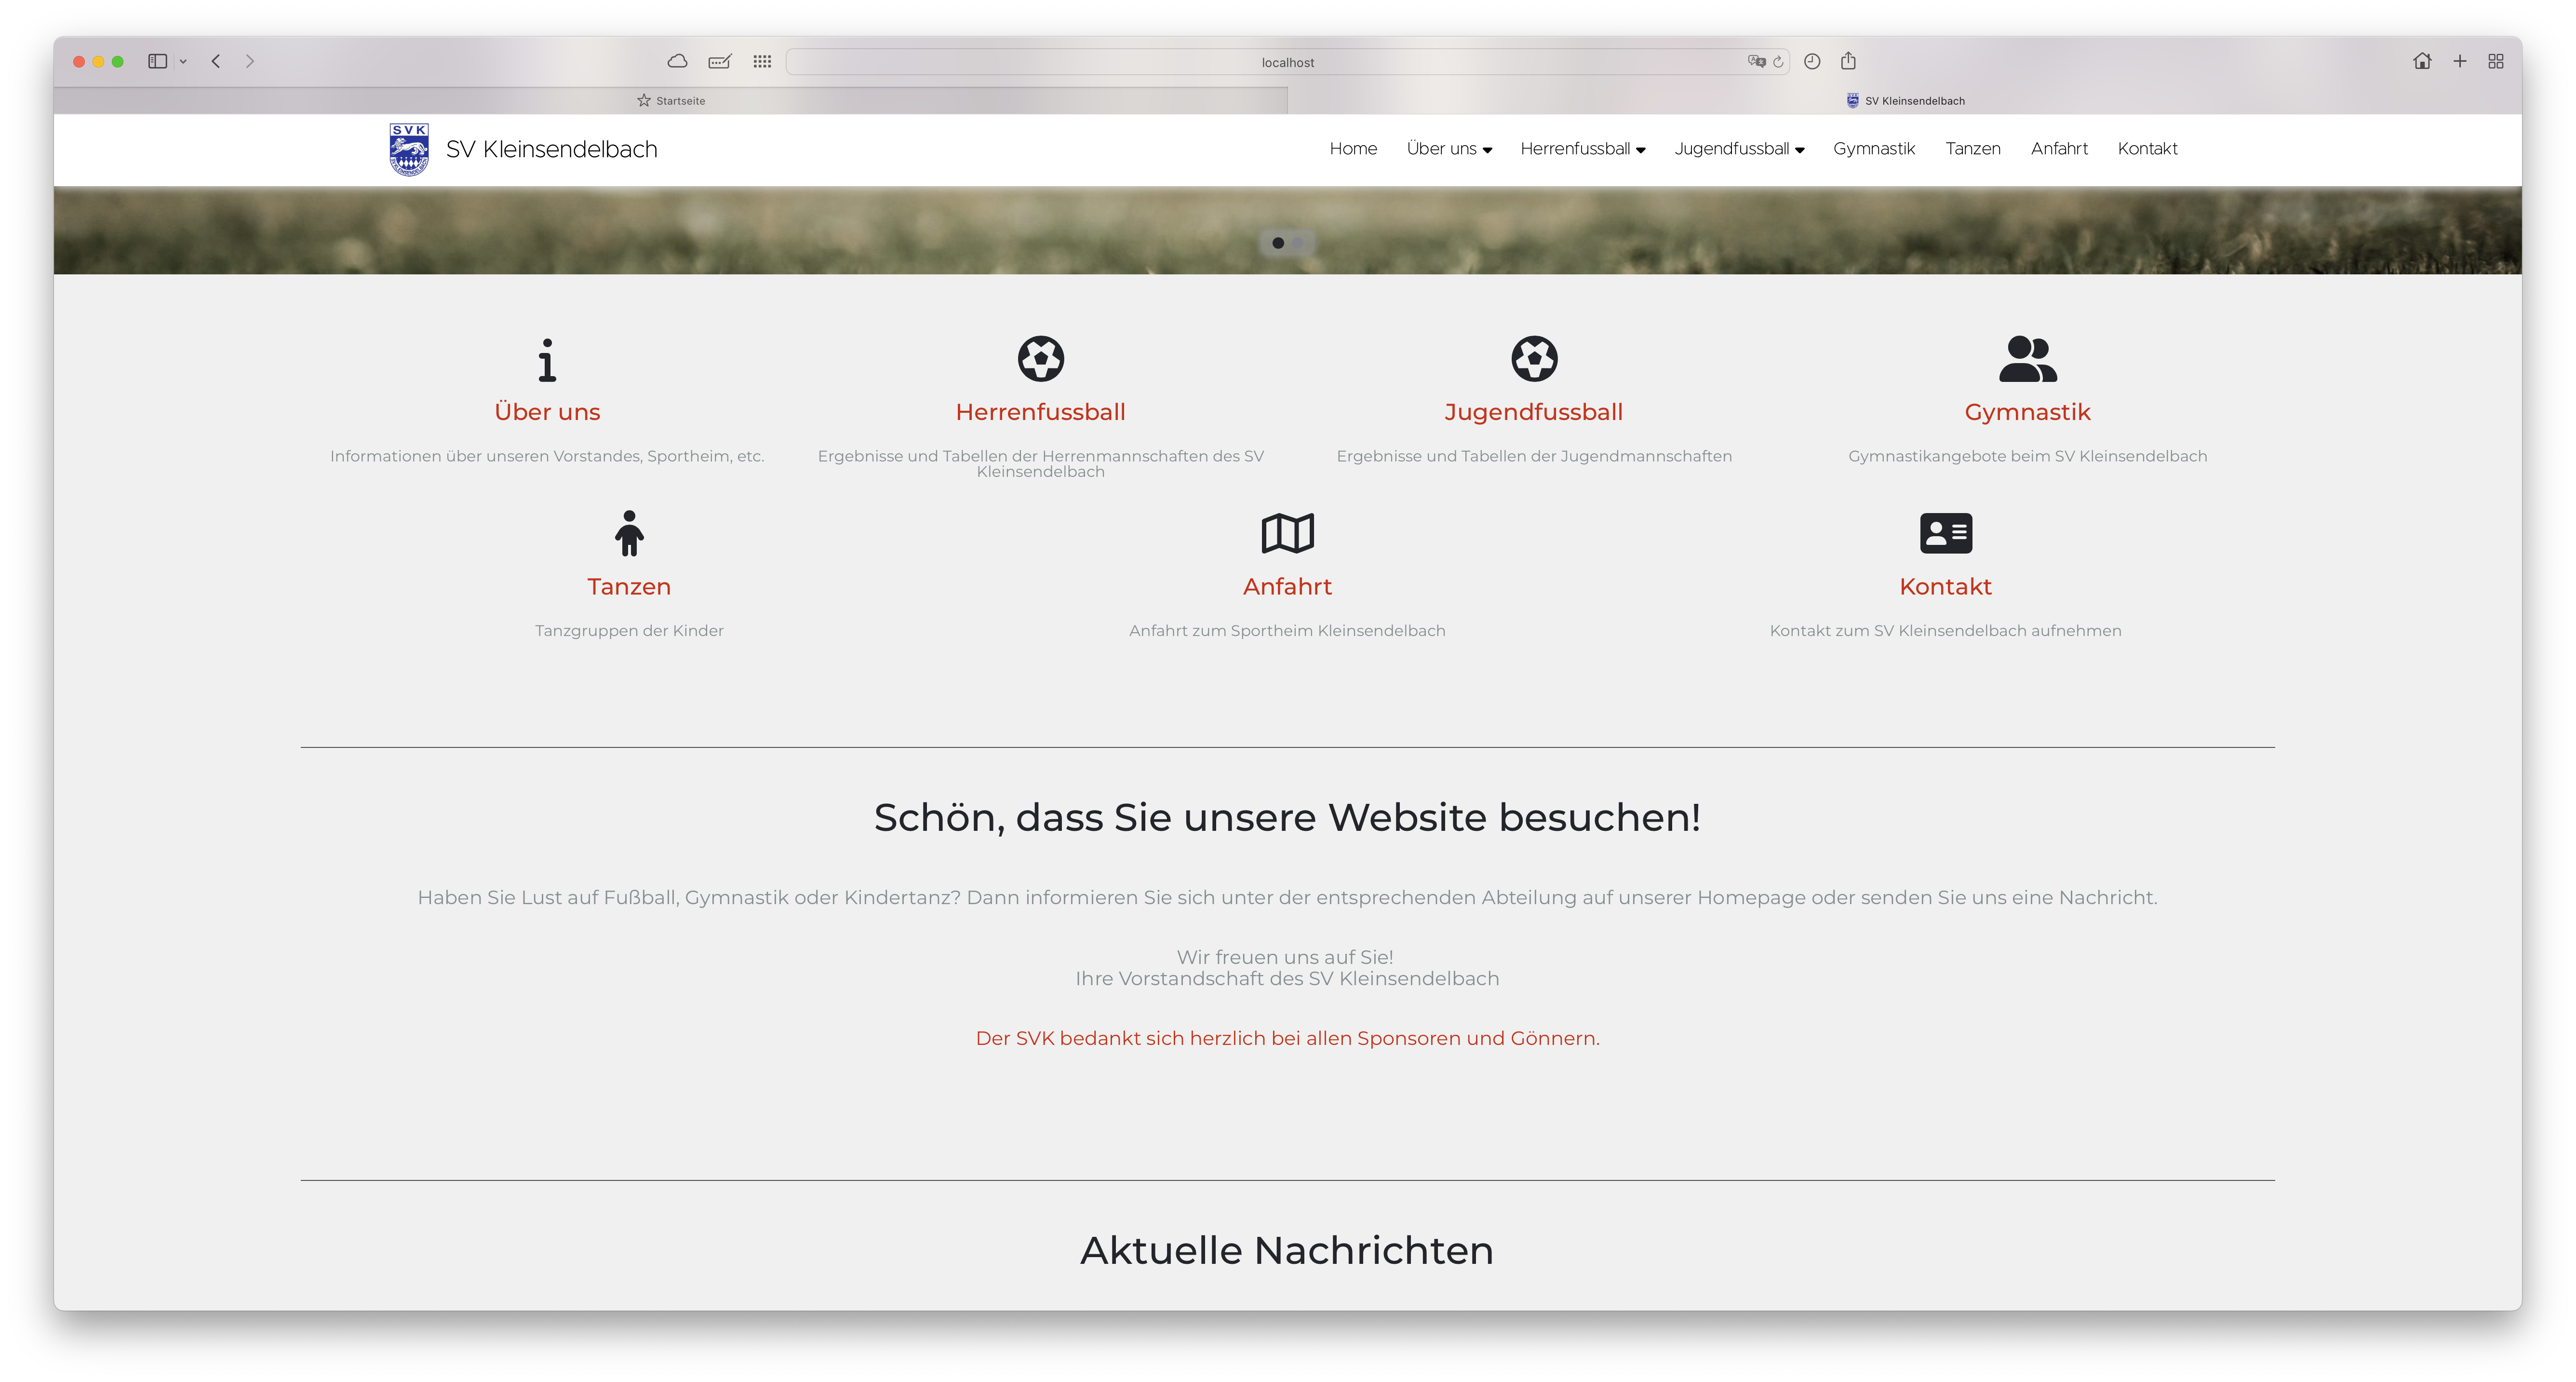 localhost
Startseite
SV Kleinsendelbach
SVK
SV Kleinsendelbach
Home Über uns Herrenfussball Jugendfussball Gymnastik Tanzen Anfahrt Kontakt
Über uns
Informationen über unseren Vorstandes, Sportheim, etc.
Herrenfussball
Ergebnisse und Tabellen der Herrenmannschaften des SV
Kleinsendelbach
Jugendfussball
Ergebnisse und Tabellen der Jugendmannschaften
Gymnastik
Gymnastikangebote beim SV Kleinsendelbach
Tanzen
Tanzgruppen der Kinder
Anfahrt
Anfahrt zum Sportheim Kleinsendelbach
Kontakt
Kontakt zum SV Kleinsendelbach aufnehmen
Schön, dass Sie unsere Website besuchen!
Haben Sie Lust auf Fußball, Gymnastik oder Kindertanz? Dann informieren Sie sich unter der entsprechenden Abteilung auf unserer Homepage oder senden Sie uns eine Nachricht.
Wir freuen uns auf Sie!
Ihre Vorstandschaft des SV Kleinsendelbach
Der SVK bedankt sich herzlich bei allen Sponsoren und Gönnern.
Aktuelle Nachrichten